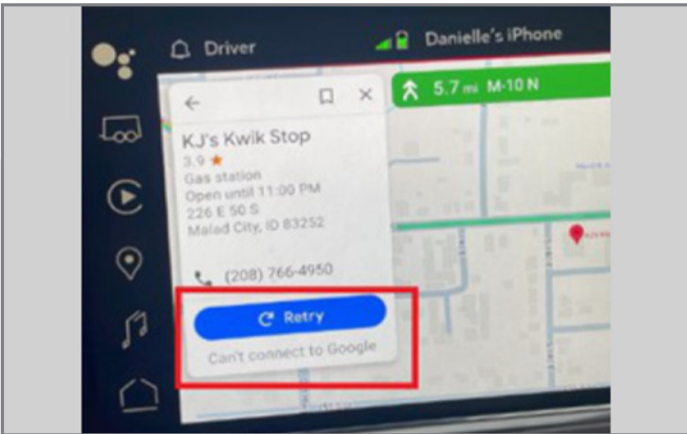 Driver
Danielle's iPhone
5.7 mi M-10 N
KJ's Kwik Stop
3.9 ★
Gas station
Open until 11:00 PM
226 E 50 S
Malad City, ID 83252
(208) 766-4950
Retry
Can't connect to Google